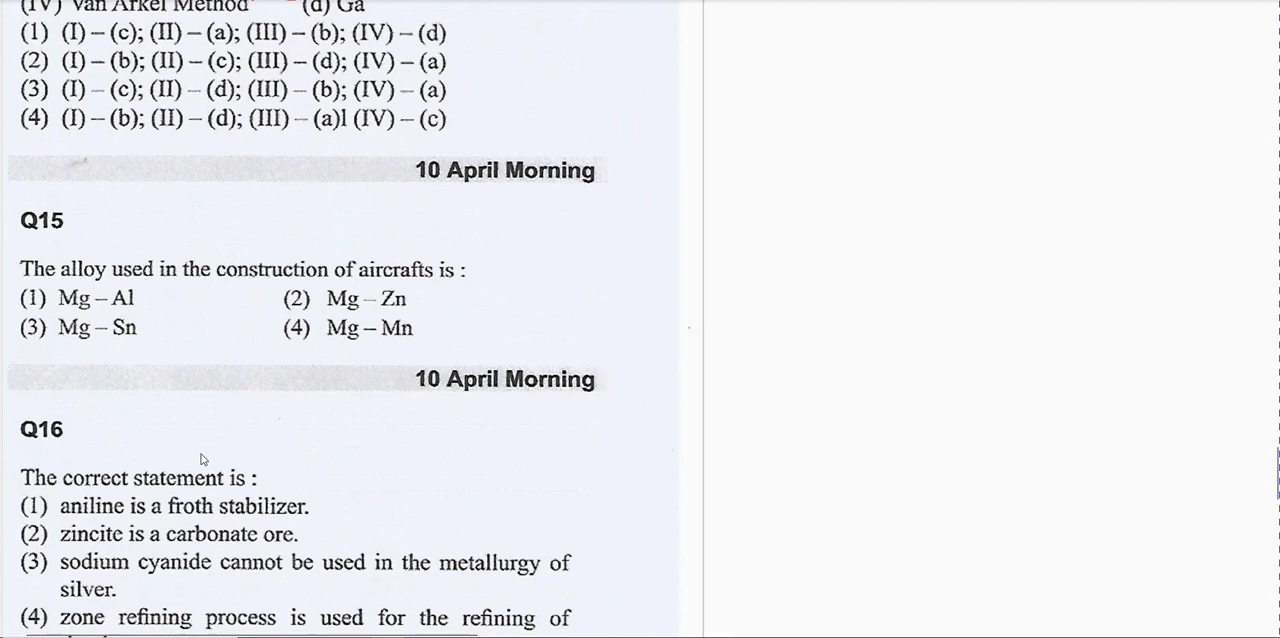 (IV) Van Arkel Method (d) Ga
(1) (I) – (c); (II) – (a); (III) – (b); (IV) – (d)
(2) (I) – (b); (II) – (c); (III) – (d); (IV) – (a)
(3) (I) – (c); (II) – (d); (III) – (b); (IV) – (a)
(4) (I) – (b); (II) – (d); (III) – (a)l (IV) – (c)
10 April Morning
Q15
The alloy used in the construction of aircrafts is :
(1) Mg – Al (2) Mg – Zn
(3) Mg – Sn (4) Mg – Mn
10 April Morning
Q16
The correct statement is :
(1) aniline is a froth stabilizer.
(2) zincite is a carbonate ore.
(3) sodium cyanide cannot be used in the metallurgy of
silver.
(4) zone refining process is used for the refining of